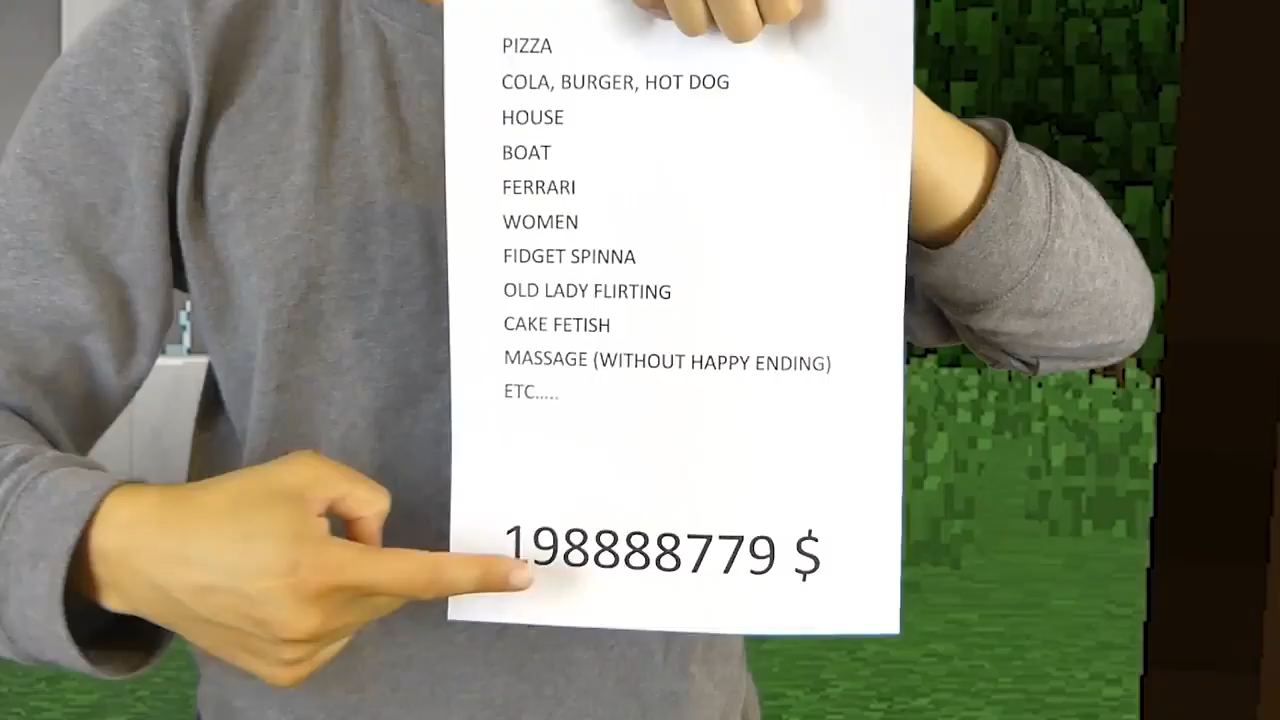 PIZZA
COLA, BURGER, HOT DOG
HOUSE
BOAT
FERRARI
WOMEN
FIDGET SPINNA
OLD LADY FLIRTING
CAKE FETISH
MASSAGE (WITHOUT HAPPY ENDING)
ETC.....
198888779 $